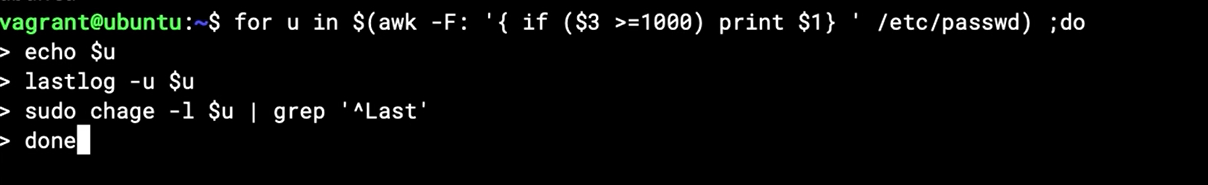 vagrant@ubuntu:~$ for u in $(awk -F: '{ if ($3 >=1000) print $1} ' /etc/passwd) ;do
> echo $u
> lastlog -u $u
> sudo chage -l $u | grep '^Last'
> done